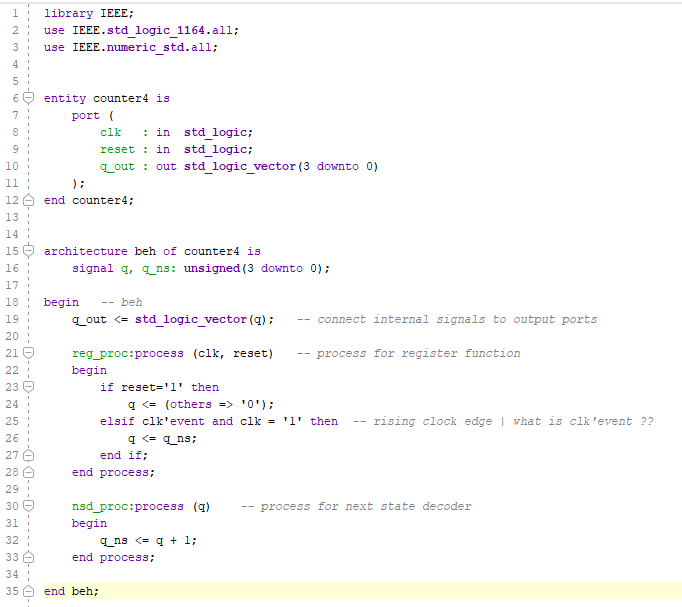 1 library IEEE;
2 use IEEE.std_logic_1164.all;
3 use IEEE.numeric_std.all;
4
5
6 entity counter4 is
7     port (
8         clk   : in  std_logic;
9         reset : in  std_logic;
10         q_out : out std_logic_vector(3 downto 0)
11     );
12 end counter4;
13
14
15 architecture beh of counter4 is
16     signal q, q_ns: unsigned(3 downto 0);
17
18 begin   -- beh
19     q_out <= std_logic_vector(q);   -- connect internal signals to output ports
20
21     reg_proc:process (clk, reset)   -- process for register function
22     begin
23         if reset='1' then
24             q <= (others => '0');
25         elsif clk'event and clk = '1' then  -- rising clock edge | what is clk'event ??
26             q <= q_ns;
27         end if;
28     end process;
29
30     nsd_proc:process (q)    -- process for next state decoder
31     begin
32         q_ns <= q + 1;
33     end process;
34
35 end beh;